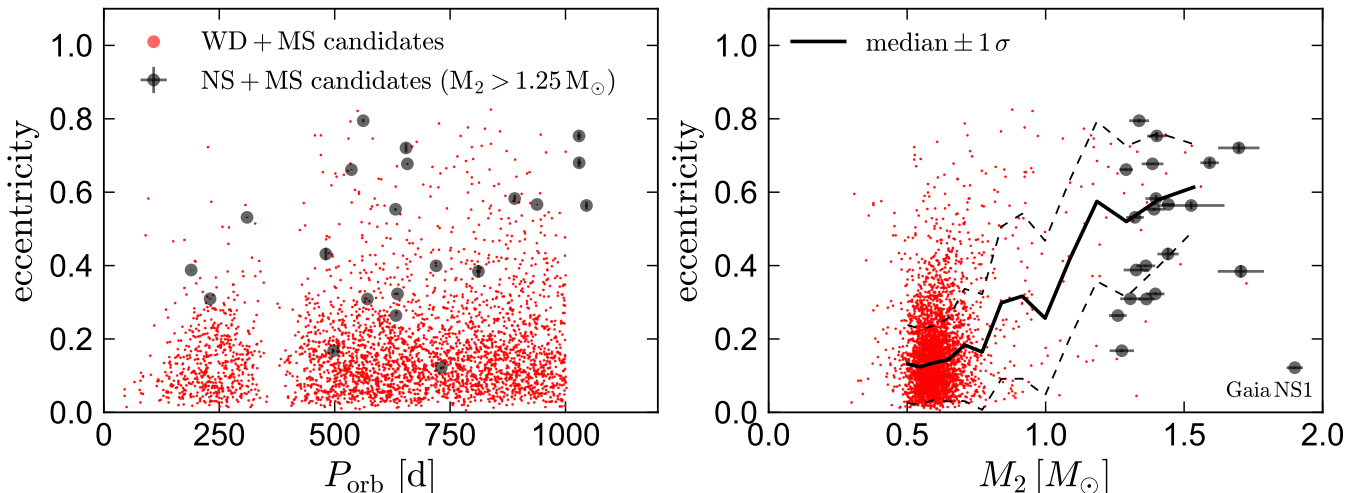 1.0
0.8
0.6
0.4
0.2
0.0
eccentricity
WD + MS candidates
NS + MS candidates (M₂ > 1.25 M⊙)
0
250
500
750
1000
P_orb [d]
1.0
0.8
0.6
0.4
0.2
0.0
eccentricity
median ± 1 σ
Gaia NS1
0.0
0.5
1.0
1.5
2.0
M₂ [M⊙]